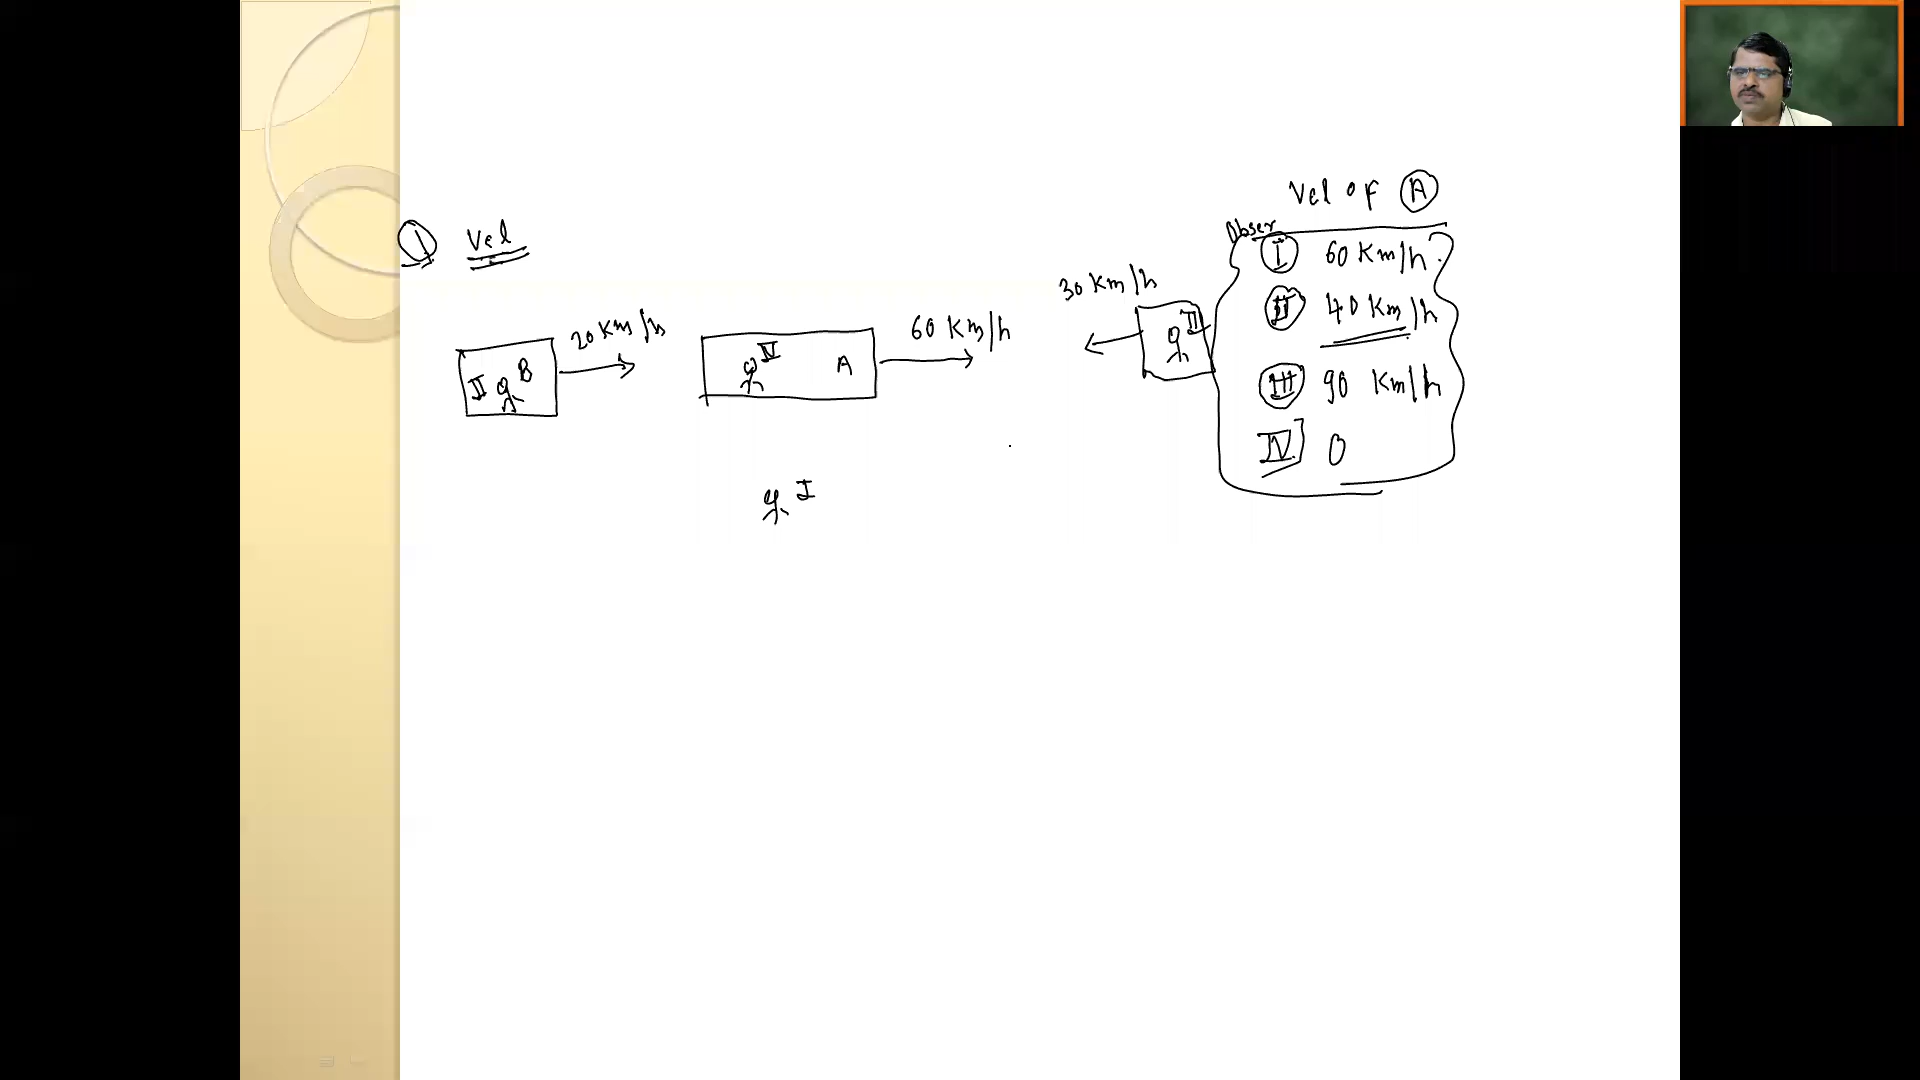 Vel of A
① Vel
Obser
I 60 Km/h
30 Km/h
II 40 Km/h
20 Km/h
60 Km/h
III
IV
II B
A
III 90 Km/h
IV 0
I